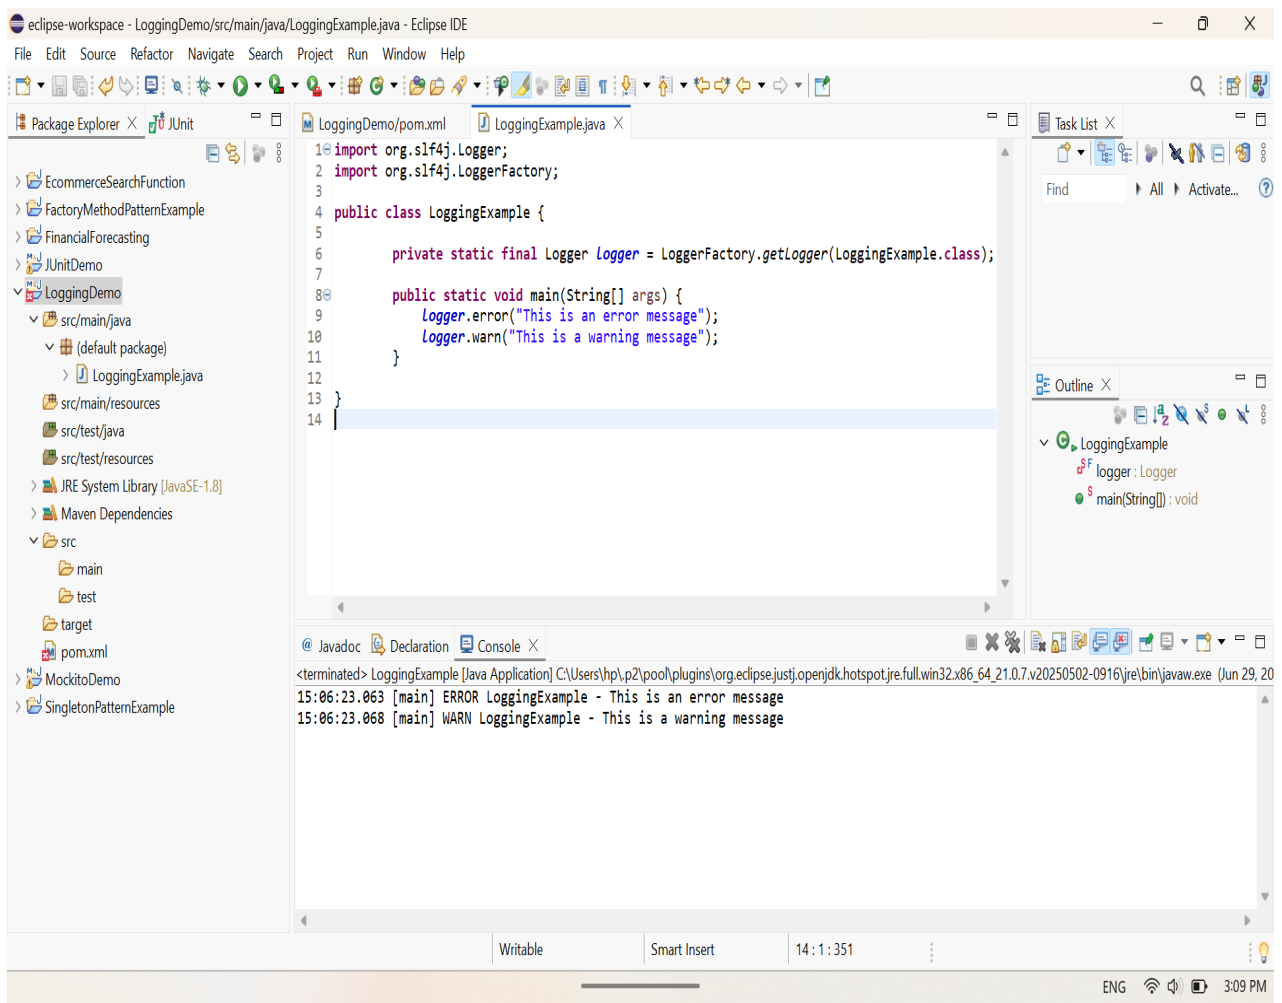 eclipse-workspace - LoggingDemo/src/main/java/LoggingExample.java - Eclipse IDE
File Edit Source Refactor Navigate Search Project Run Window Help
Package Explorer JUnit
EcommerceSearchFunction
FactoryMethodPatternExample
FinancialForecasting
JUnitDemo
LoggingDemo
src/main/java
(default package)
LoggingExample.java
src/main/resources
src/test/java
src/test/resources
JRE System Library [JavaSE-1.8]
Maven Dependencies
src
main
test
target
pom.xml
MockitoDemo
SingletonPatternExample
LoggingDemo/pom.xml LoggingExample.java
1 import org.slf4j.Logger;
2 import org.slf4j.LoggerFactory;
3
4 public class LoggingExample {
5
6 private static final Logger logger = LoggerFactory.getLogger(LoggingExample.class);
7
8 public static void main(String[] args) {
9 logger.error("This is an error message");
10 logger.warn("This is a warning message");
11 }
12
13 }
14
Task List
Find All Activate...
Outline
LoggingExample
logger : Logger
main(String[]) : void
@ Javadoc Declaration Console
<terminated> LoggingExample [Java Application] C:\Users\hp\.p2\pool\plugins\org.eclipse.justj.openjdk.hotspot.jre.full.win32.x86_64_21.0.7.v20250502-0916\jre\bin\javaw.exe (Jun 29, 20
15:06:23.063 [main] ERROR LoggingExample - This is an error message
15:06:23.068 [main] WARN LoggingExample - This is a warning message
Writable Smart Insert 14 : 1 : 351
ENG 3:09 PM